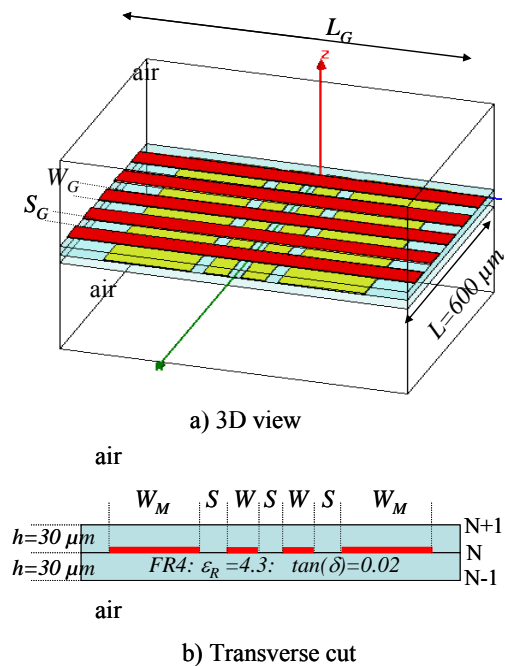 L_G
z
air
W_G
S_G
air
L=600 μm
a) 3D view
air
W_M S W S W S W_M
h=30 μm
N+1
N
h=30 μm
FR4: ε_R =4.3: tan(δ)=0.02
N-1
air
b) Transverse cut